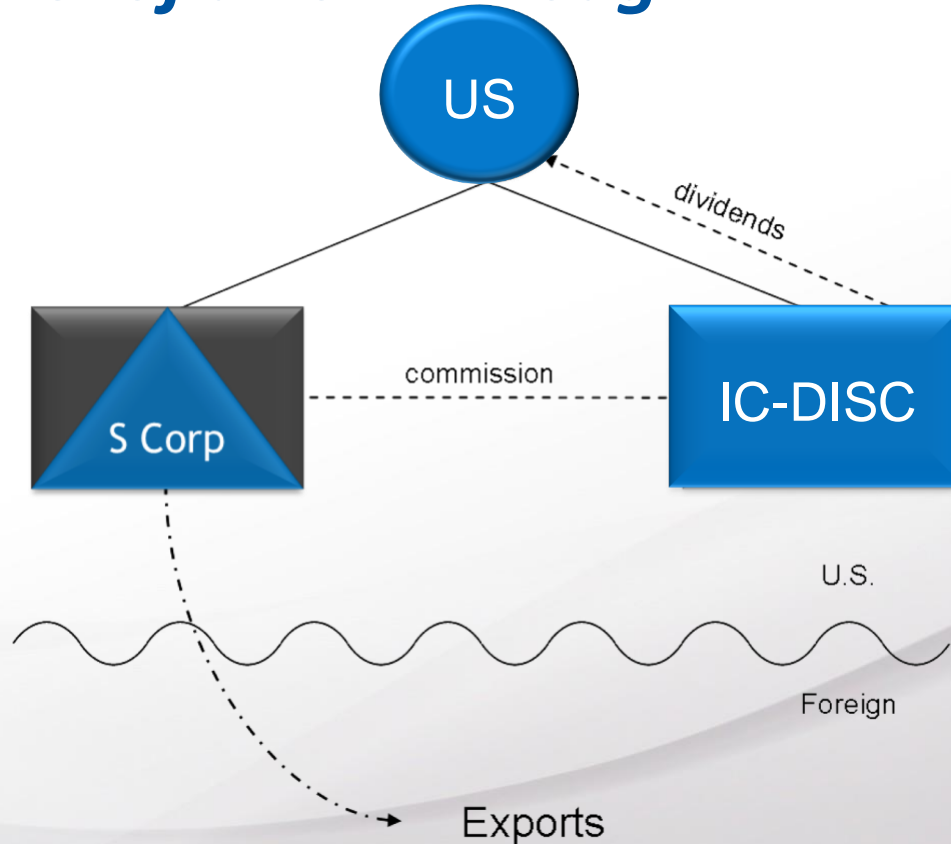 US
dividends
commission
S Corp
IC-DISC
U.S.
Foreign
Exports